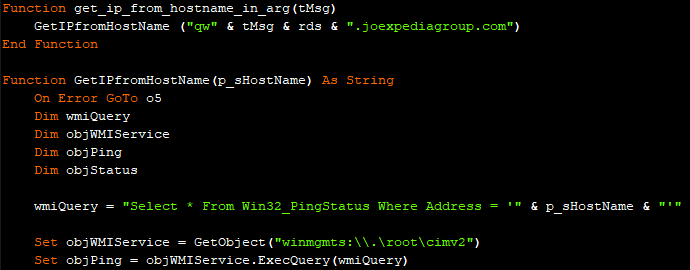 Function get_ip_from_hostname_in_arg(tMsg)
GetIPfromHostName ("qw" & tMsg & rds & ".joexpediagroup.com")
End Function
Function GetIPfromHostName(p_sHostName) As String
On Error GoTo o5
Dim wmiQuery
Dim objWMIService
Dim objPing
Dim objStatus
wmiQuery = "Select * From Win32_PingStatus Where Address = '" & p_sHostName & "'"
Set objWMIService = GetObject("winmgmts:\\.\root\cimv2")
Set objPing = objWMIService.ExecQuery(wmiQuery)